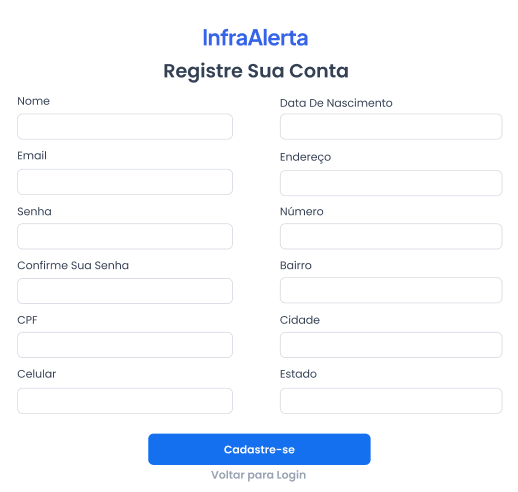 InfraAlerta
Registre Sua Conta
Nome
Data De Nascimento
Email
Endereço
Senha
Número
Confirme Sua Senha
Bairro
CPF
Cidade
Celular
Estado
Cadastre-se
Voltar para Login